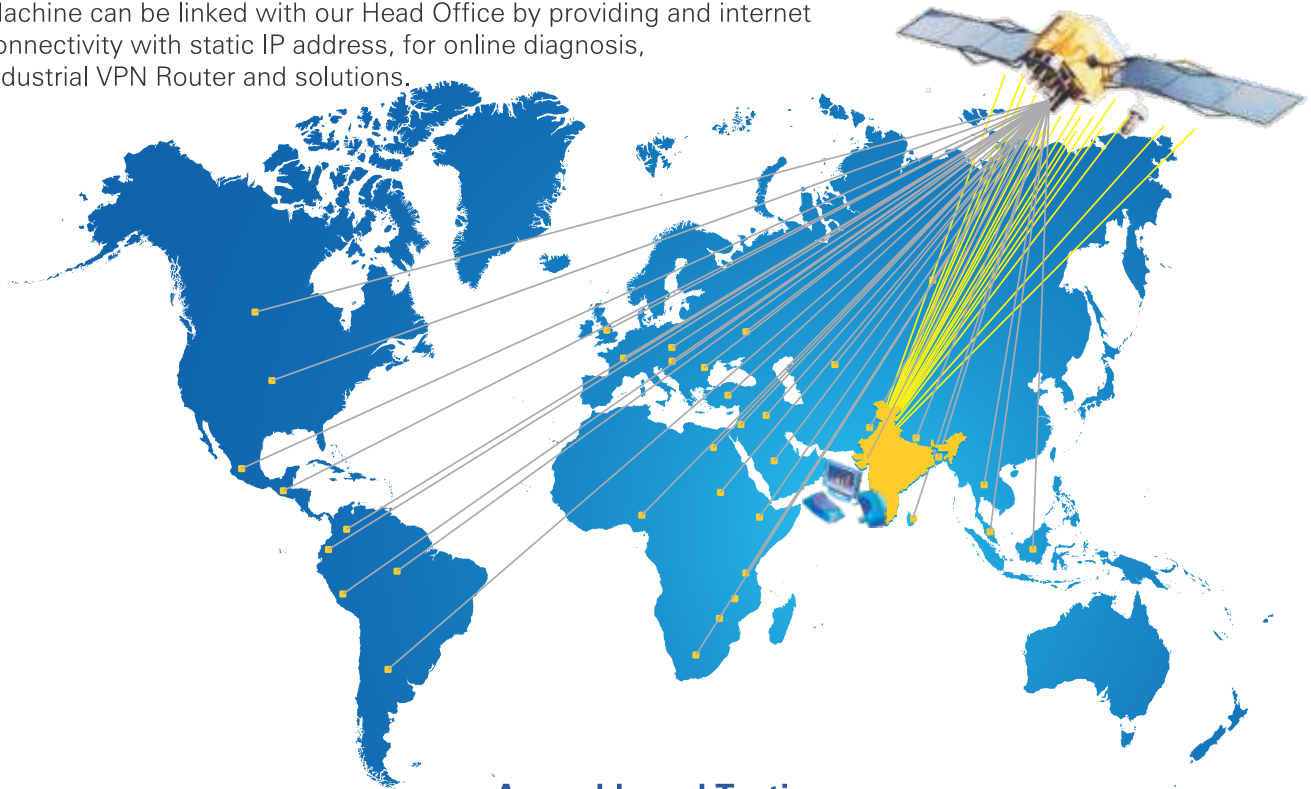 achine can be linked with our Head Office by providing and internet
onnectivity with static IP address, for online diagnosis,
dustrial VPN Router and solutions.